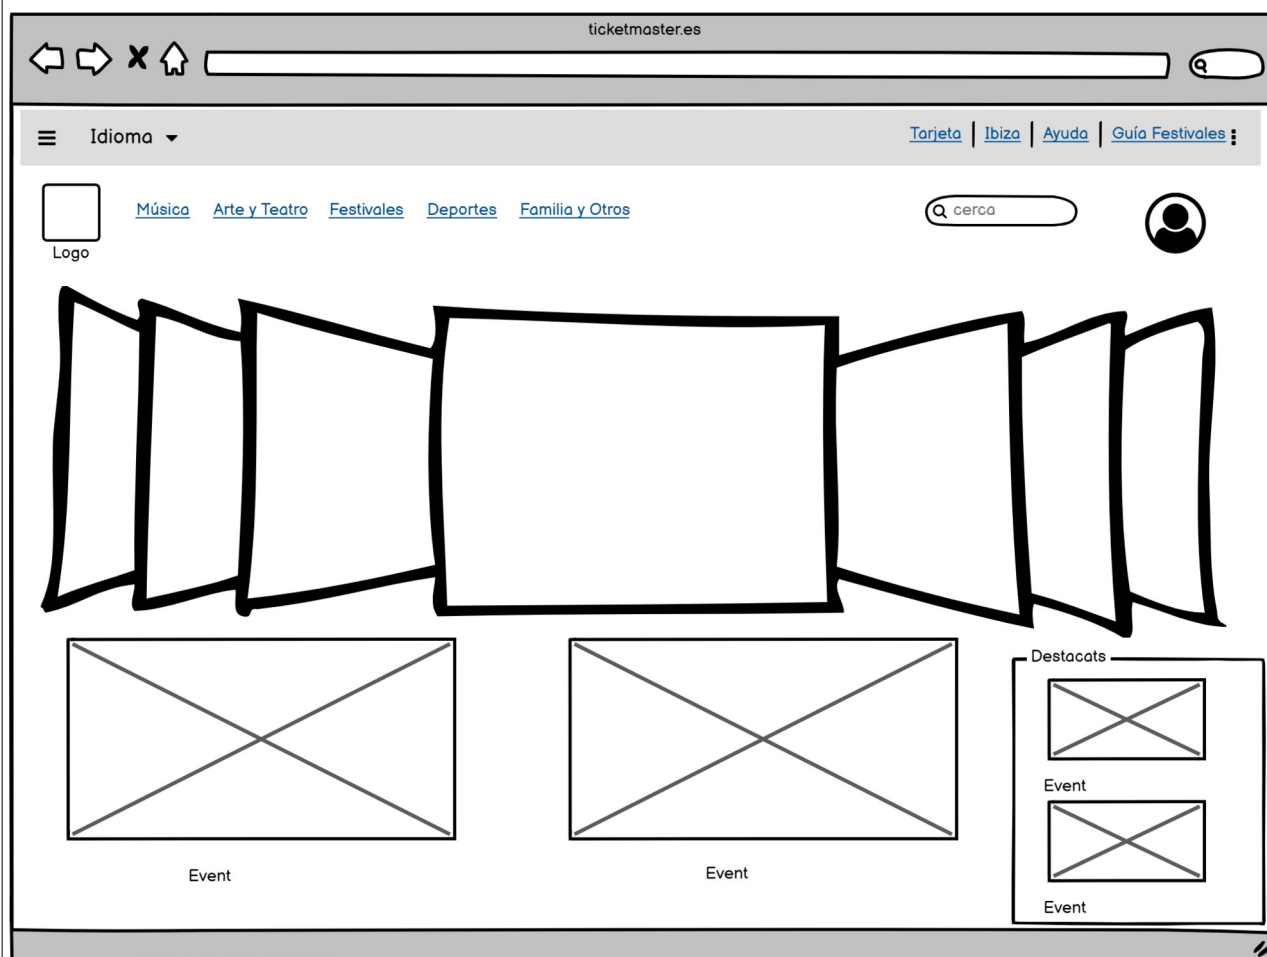 ticketmaster.es
Idioma
Tarjeta Ibiza Ayuda Guía Festivales
Música Arte y Teatro Festivales Deportes Familia y Otros
cerca
Logo
Destacats
Event
Event
Event
Event